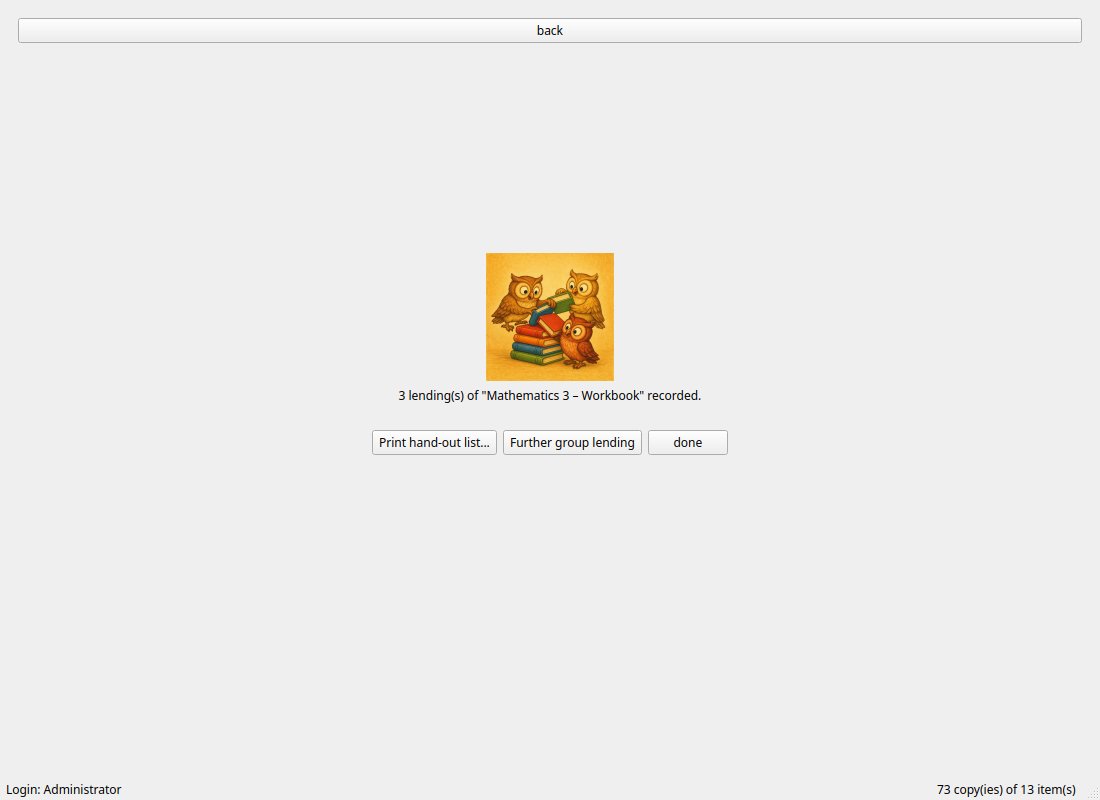 back
3 lending(s) of "Mathematics 3 – Workbook" recorded.
Print hand-out list...
Further group lending
done
Login: Administrator
73 copy(ies) of 13 item(s)